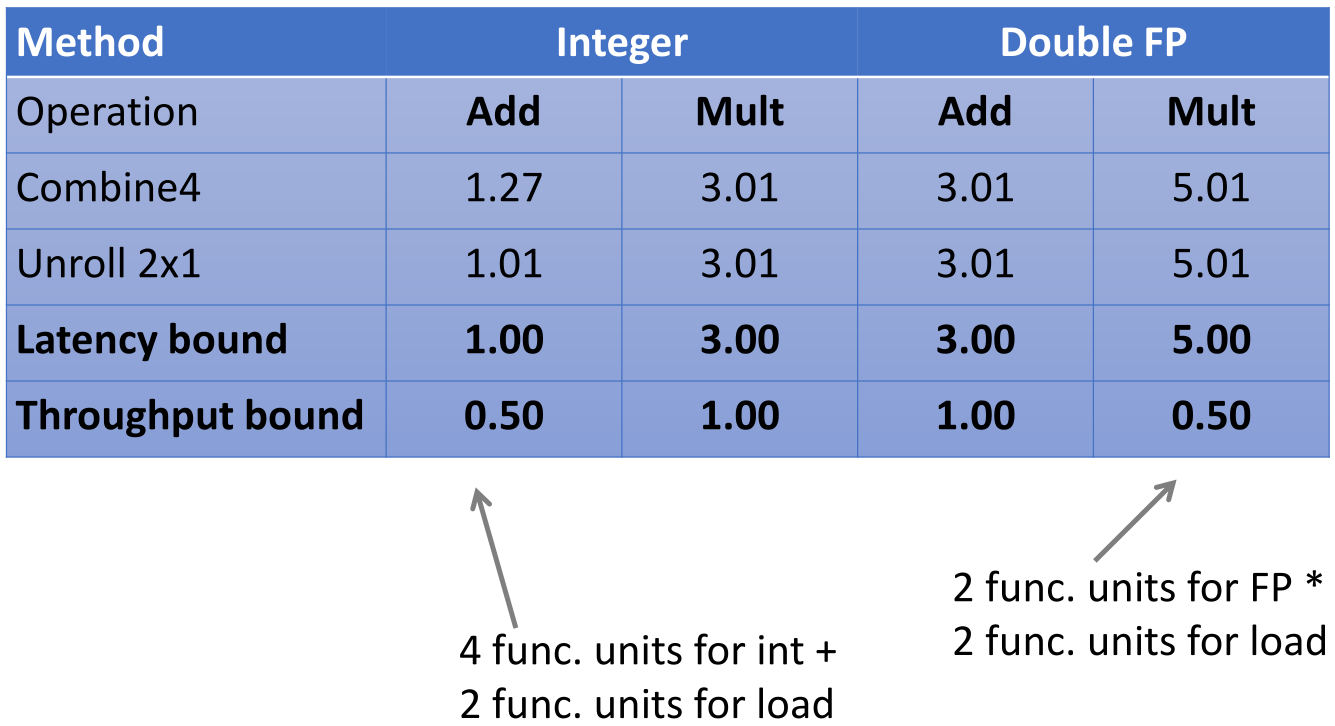 Method Integer Double FP
Operation Add Mult Add Mult
Combine4 1.27 3.01 3.01 5.01
Unroll 2x1 1.01 3.01 3.01 5.01
Latency bound 1.00 3.00 3.00 5.00
Throughput bound 0.50 1.00 1.00 0.50
4 func. units for int +
2 func. units for load
2 func. units for FP *
2 func. units for load